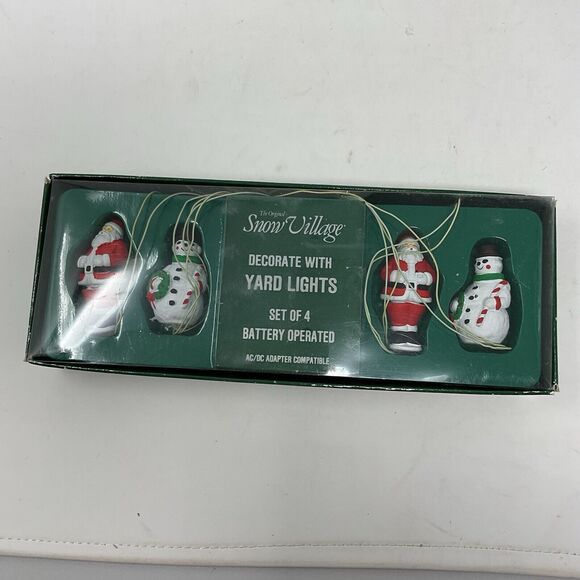 The Original
Snow Village
DECORATE WITH
YARD LIGHTS
SET OF 4
BATTERY OPERATED
AC/DC ADAPTER COMPATIBLE